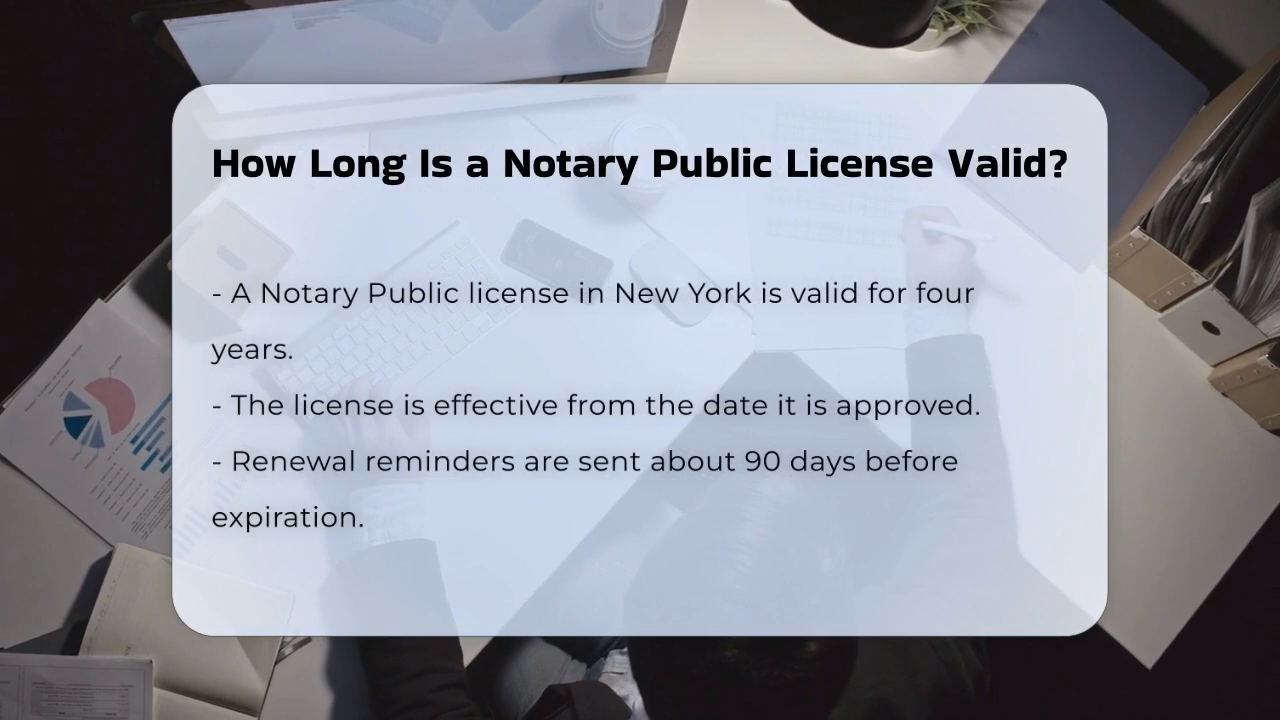 How Long Is a Notary Public License Valid?
- A Notary Public license in New York is valid for four
years.
- The license is effective from the date it is approved.
- Renewal reminders are sent about 90 days before
expiration.